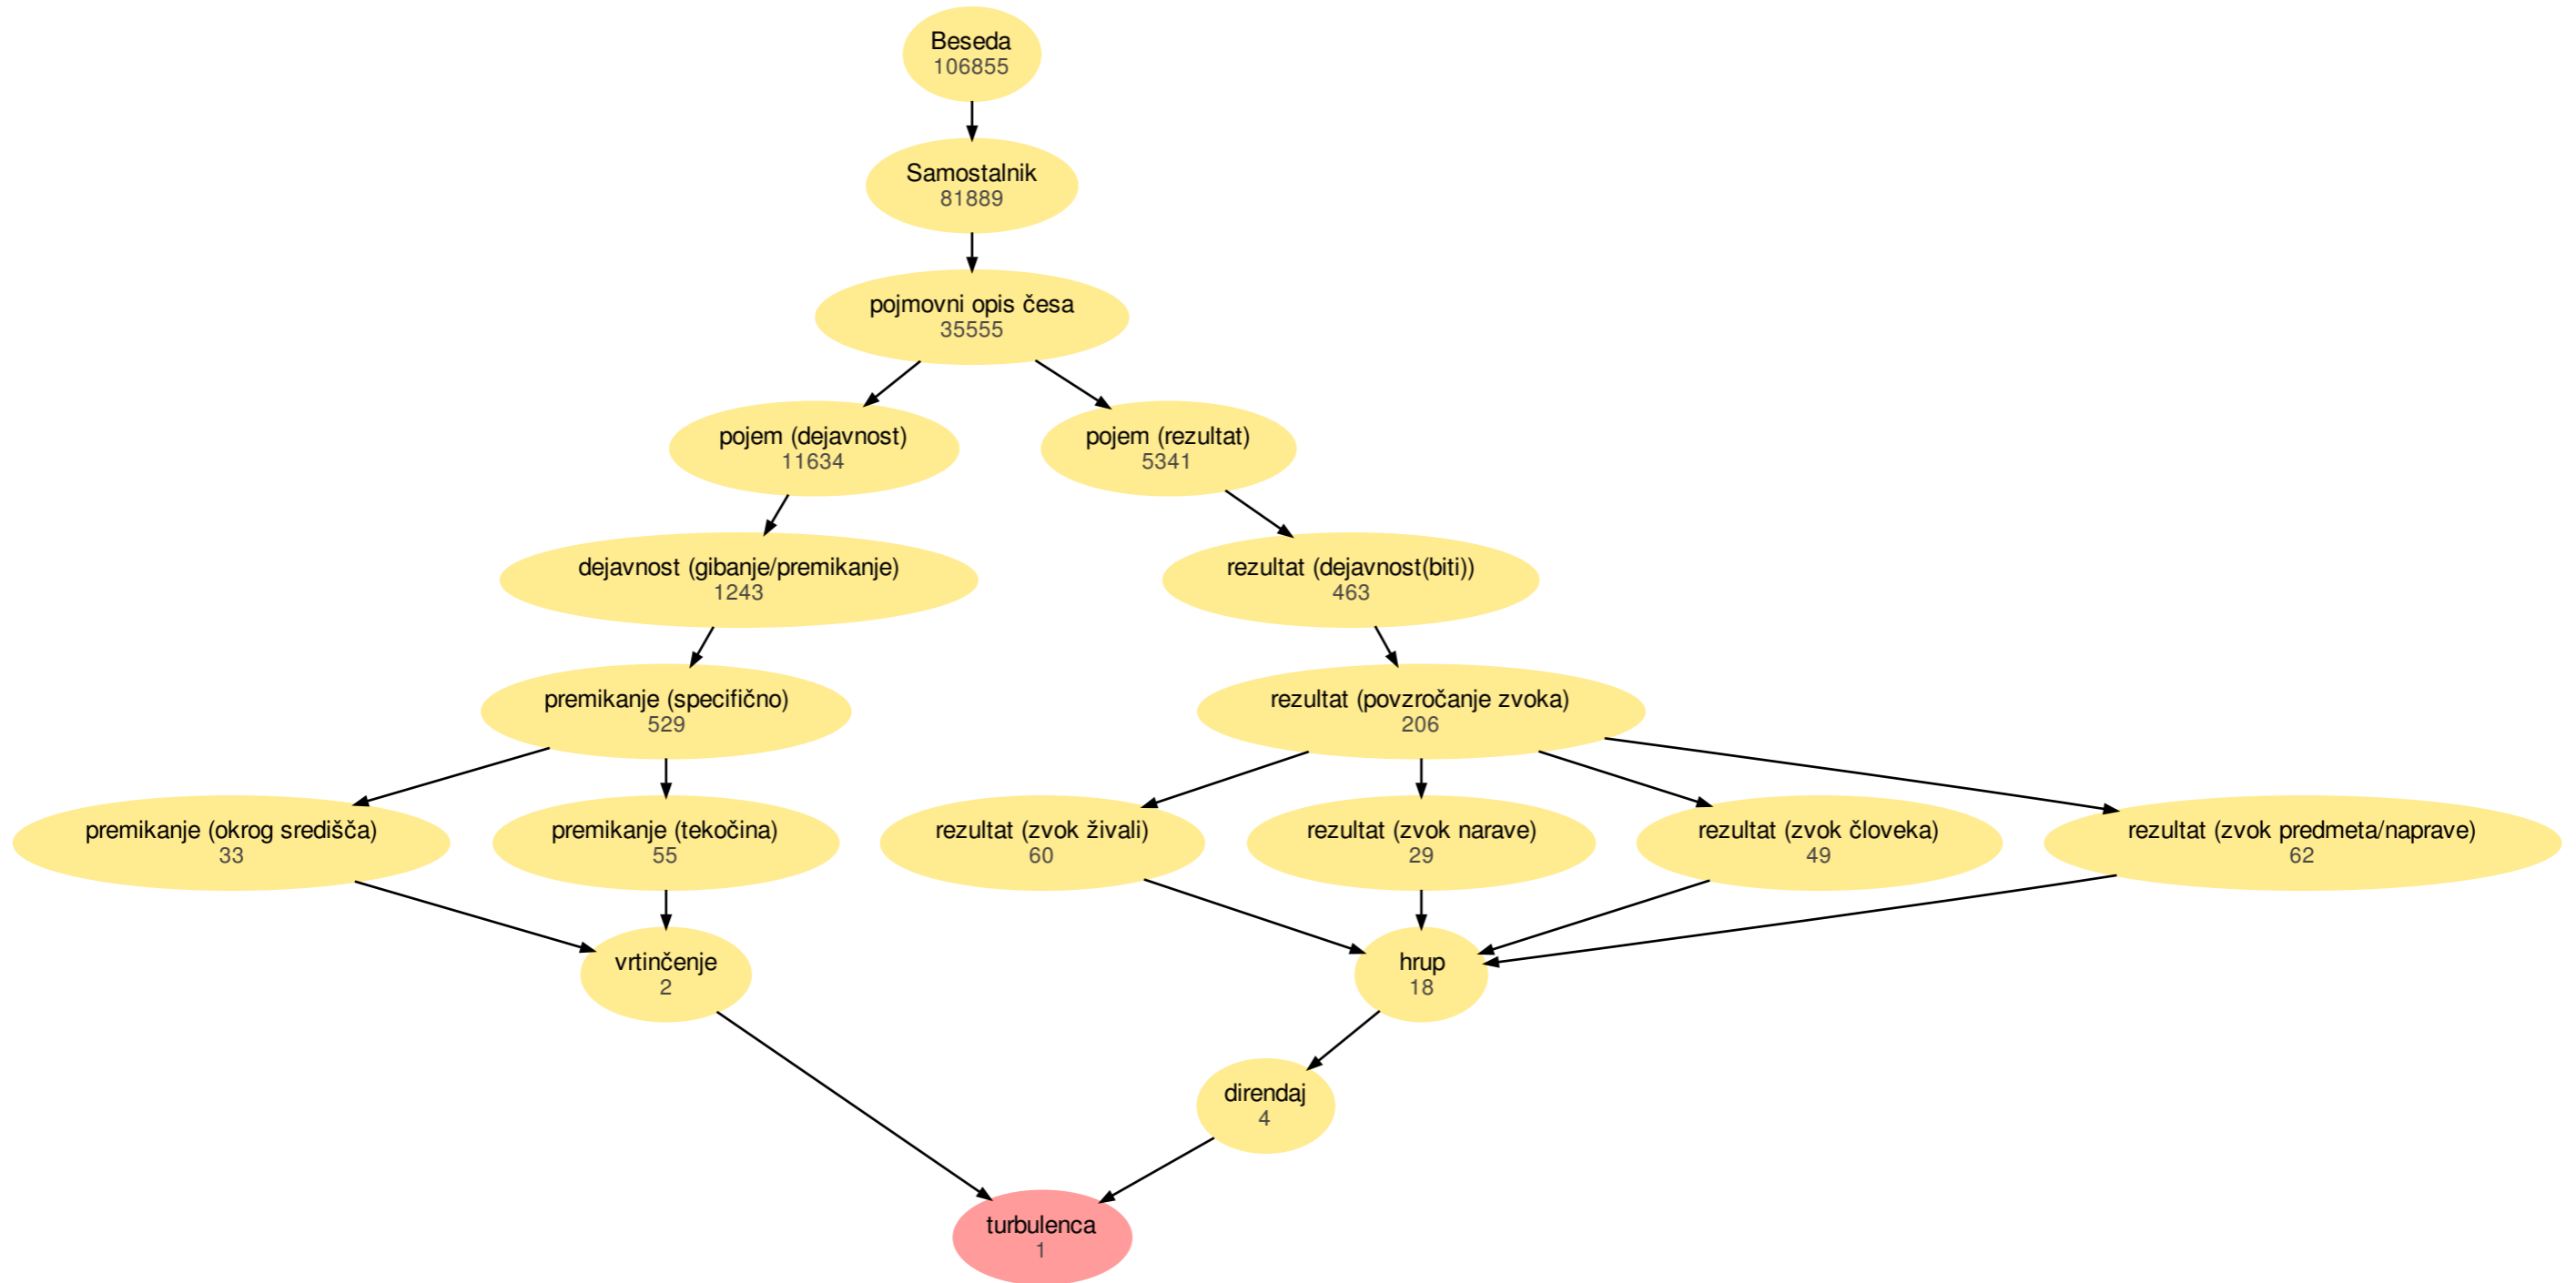 Beseda
106855
Samostalnik
81889
pojmovni opis česa
35555
pojem (dejavnost)
11634
pojem (rezultat)
5341
dejavnost (gibanje/premikanje)
1243
rezultat (dejavnost(biti))
463
premikanje (specifično)
529
rezultat (povzročanje zvoka)
206
premikanje (okrog središča)
33
premikanje (tekočina)
55
rezultat (zvok živali)
60
rezultat (zvok narave)
29
rezultat (zvok človeka)
49
rezultat (zvok predmeta/naprave)
62
vrtinčenje
2
hrup
18
direndaj
4
turbulenca
1